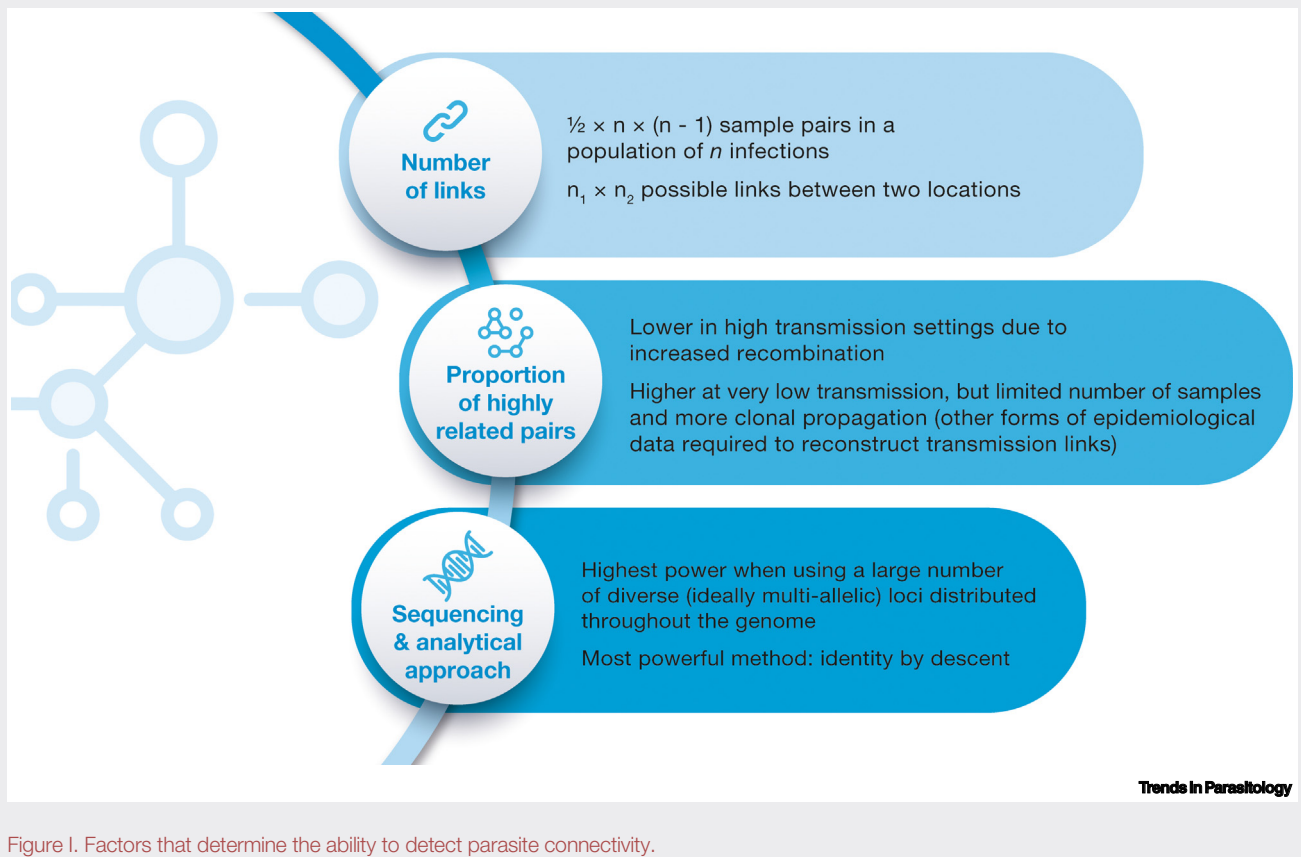 Number
of links
½ × n × (n - 1) sample pairs in a
population of n infections
n₁ × n₂ possible links between two locations
Proportion
of highly
related pairs
Lower in high transmission settings due to
increased recombination
Higher at very low transmission, but limited number of samples
and more clonal propagation (other forms of epidemiological
data required to reconstruct transmission links)
Sequencing
& analytical
approach
Highest power when using a large number
of diverse (ideally multi-allelic) loci distributed
throughout the genome
Most powerful method: identity by descent
Trends in Parasitology
Figure I. Factors that determine the ability to detect parasite connectivity.